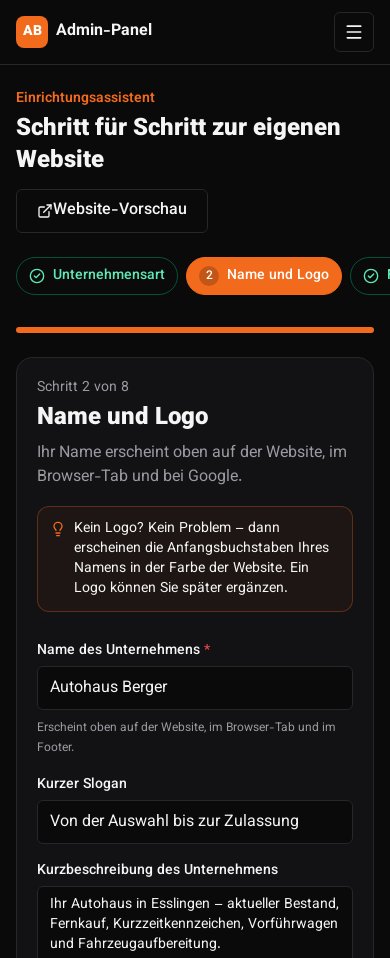 AB Admin-Panel
Einrichtungsassistent
Schritt für Schritt zur eigenen
Website
Website-Vorschau
Unternehmensart
2 Name und Logo
Schritt 2 von 8
Name und Logo
Ihr Name erscheint oben auf der Website, im
Browser-Tab und bei Google.
Kein Logo? Kein Problem – dann
erscheinen die Anfangsbuchstaben Ihres
Namens in der Farbe der Website. Ein
Logo können Sie später ergänzen.
Name des Unternehmens *
Autohaus Berger
Erscheint oben auf der Website, im Browser-Tab und im
Footer.
Kurzer Slogan
Von der Auswahl bis zur Zulassung
Kurzbeschreibung des Unternehmens
Ihr Autohaus in Esslingen – aktueller Bestand,
Fernkauf, Kurzzeitkennzeichen, Vorführwagen
und Fahrzeugaufbereitung.